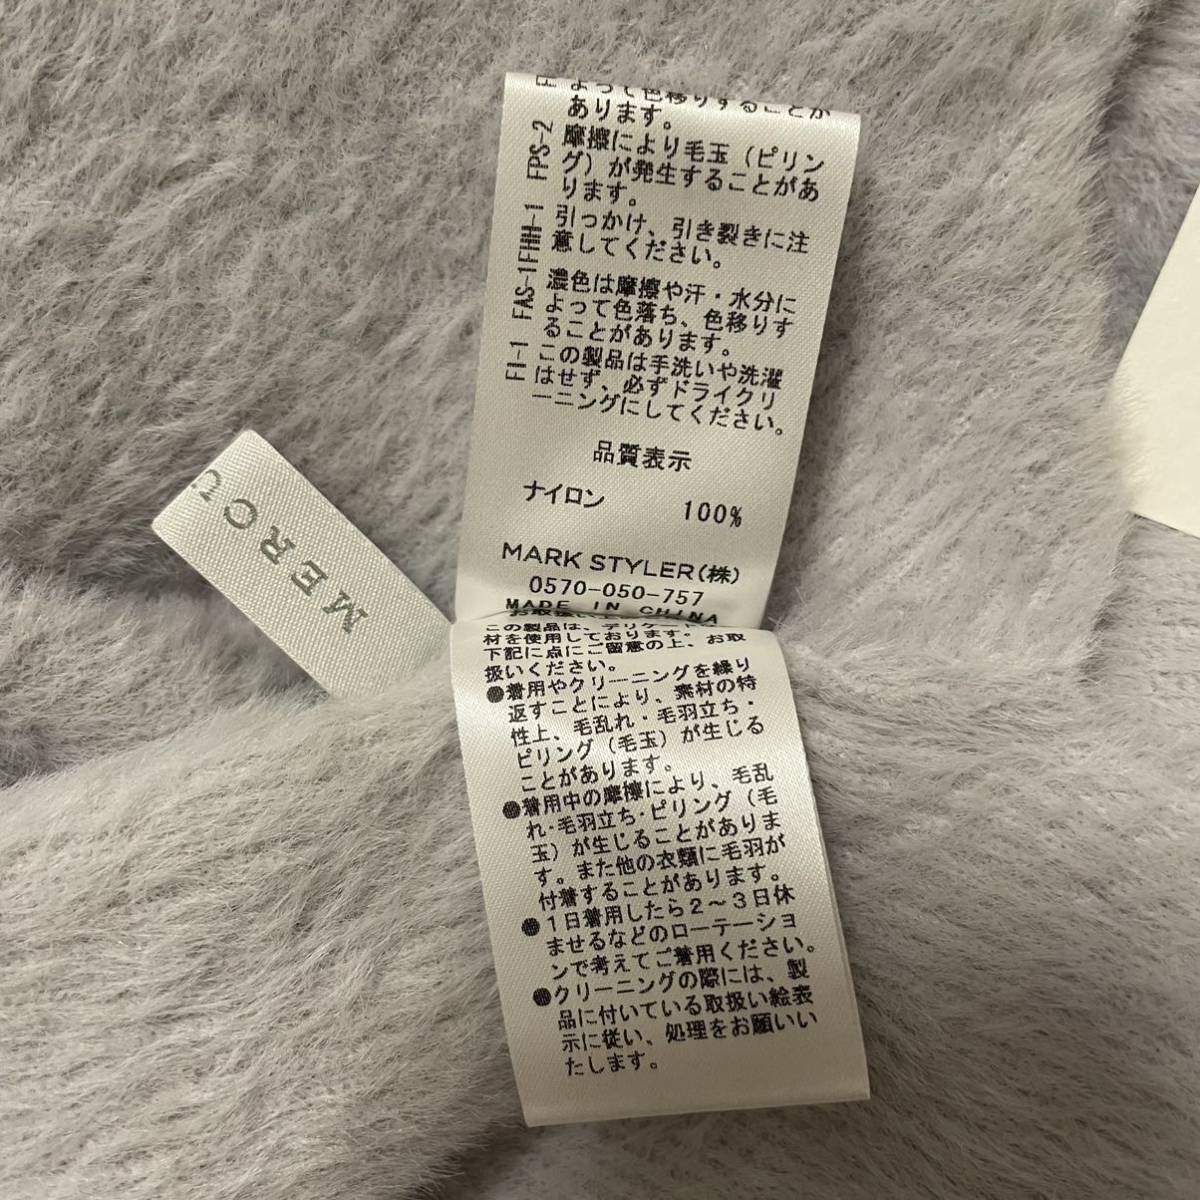 よって色移りすることが
あります。
FPS-2 摩擦により毛玉（ピリン
グ）が発生することがあ
ります。
FHH-1 引っかけ、引き裂きに注
意してください。
FAS-1 濃色は摩擦や汗・水分に
よって色落ち、色移りす
ることがあります。
FI-1 この製品は手洗いや洗濯
はせず、必ずドライクリ
ーニングにしてください。
品質表示
ナイロン 100%
MARK STYLER(株)
0570-050-757
MADE IN CHINA
この製品は、デリケート
材を使用しております。
下記に点にご留意の上、お取
扱いください。
●着用やクリーニングを繰り
返すことにより、素材の特
性上、毛乱れ・毛羽立ち・
ピリング（毛玉）が生じる
ことがあります。
●着用中の摩擦により、毛乱
れ・毛羽立ち・ピリング（毛
玉）が生じることがありま
す。また他の衣類に毛羽が
付着することがあります。
●1日着用したら2～3日休
ませるなどのローテーショ
ンで考えてご着用ください。
●クリーニングの際には、製
品に付いている取扱い絵表
示に従い、処理をお願いい
たします。
MERCU